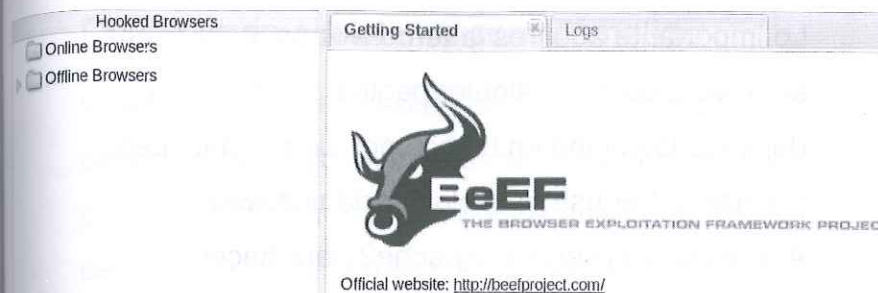 Hooked Browsers
Online Browsers
Offline Browsers
Getting Started
Logs
BeEF
THE BROWSER EXPLOITATION FRAMEWORK PROJEC
Official website: http://beefproject.com/